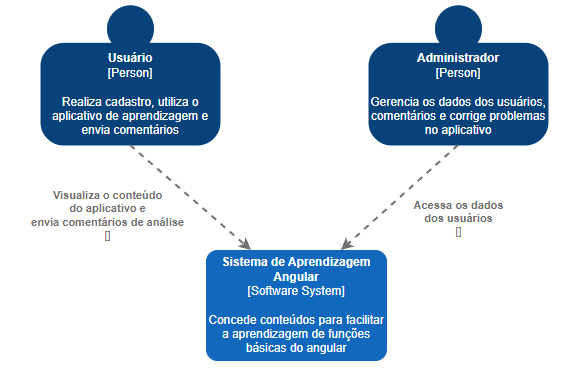 Usuário
[Person]
Realiza cadastro, utiliza o
aplicativo de aprendizagem e
envia comentários
Administrador
[Person]
Gerencia os dados dos usuários,
comentários e corrige problemas
no aplicativo
Visualiza o conteúdo
do aplicativo e
envia comentários de análise
[]
Acessa os dados
dos usuários
[]
Sistema de Aprendizagem
Angular
[Software System]
Concede conteúdos para facilitar
a aprendizagem de funções
básicas do angular